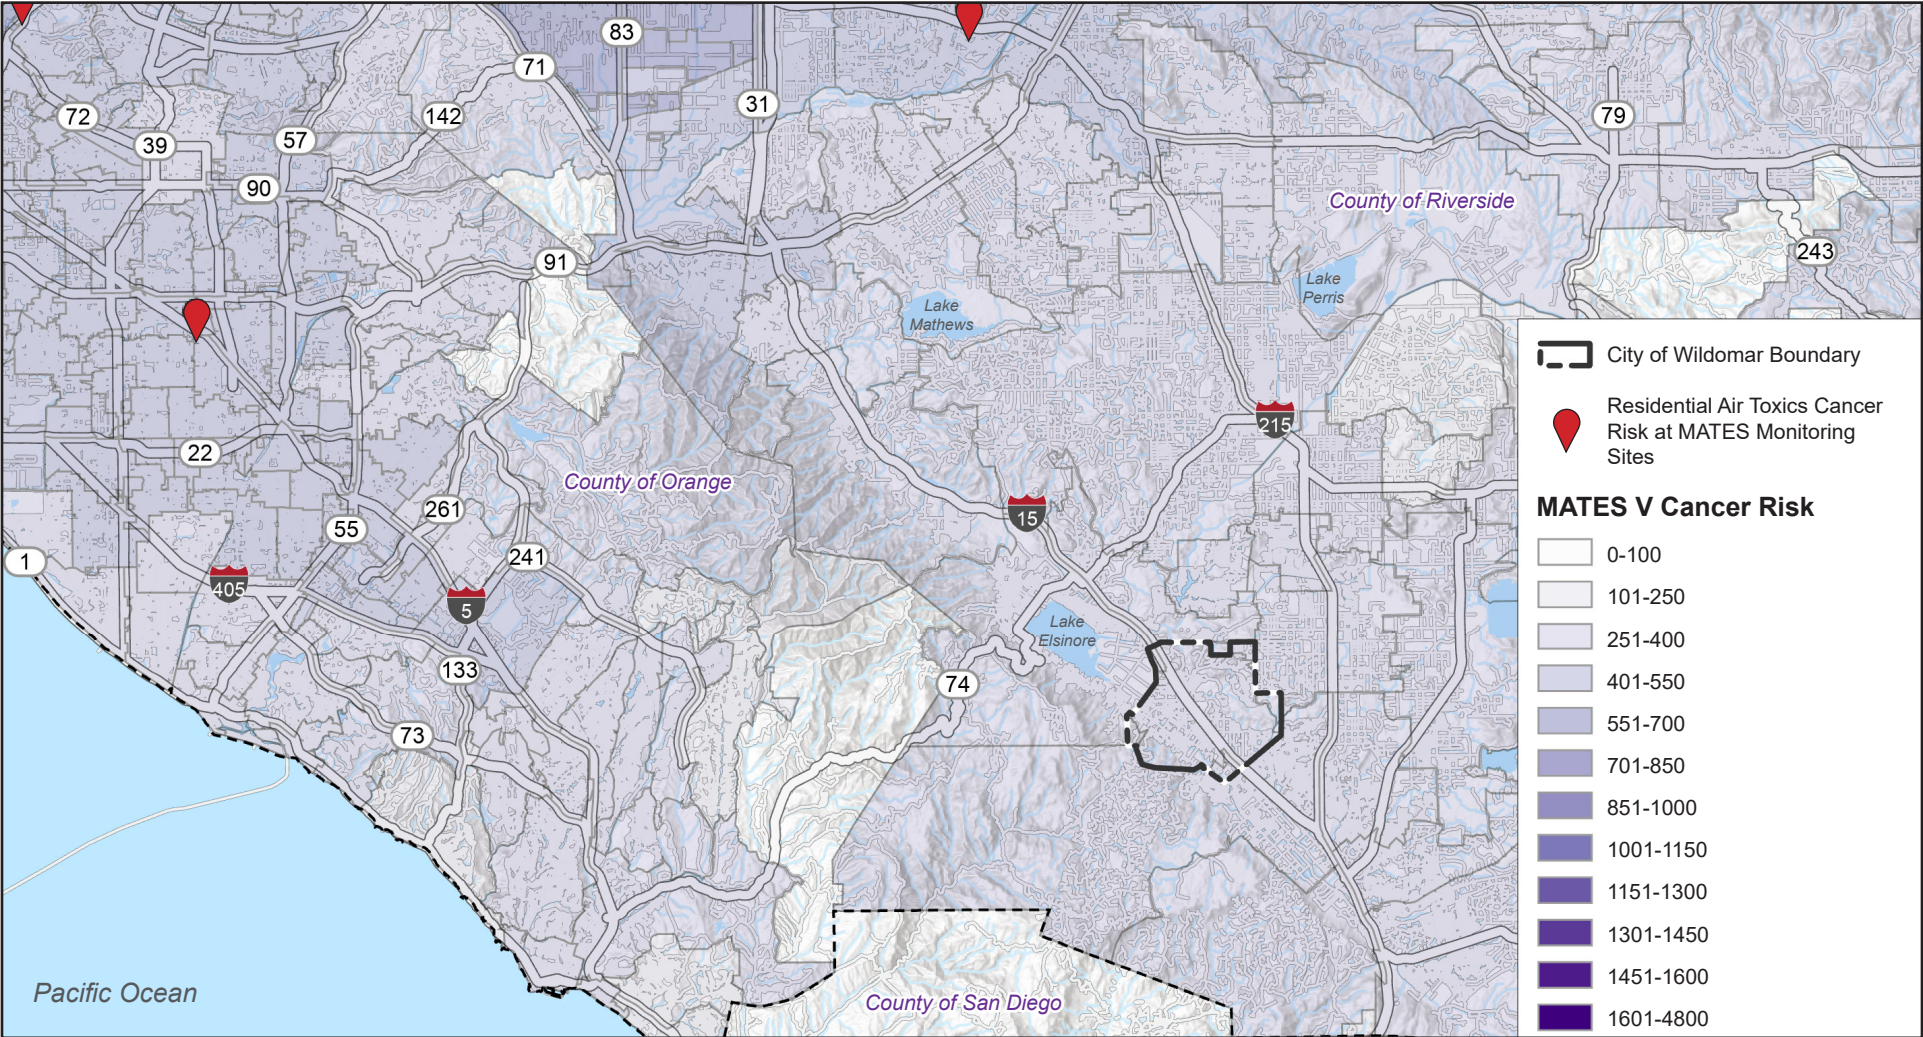 83
71
31
72
142
79
39
57
90
County of Riverside
91
243
Lake
Perris
Lake
Mathews
City of Wildomar Boundary
Residential Air Toxics Cancer
Risk at MATES Monitoring
Sites
215
22
County of Orange
261
15
55
241
1
405
5
Lake
Elsinore
133
74
73
MATES V Cancer Risk
0-100
101-250
251-400
401-550
551-700
701-850
851-1000
1001-1150
1151-1300
1301-1450
1451-1600
1601-4800
Pacific Ocean
County of San Diego